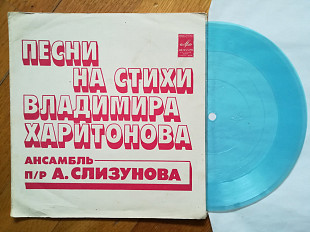 ПЕСНИ
НА СТИХИ
ВЛАДИМИРА
ХАРИТОНОВА
АНСАМБЛЬ
П/Р А. СЛИЗУНОВА